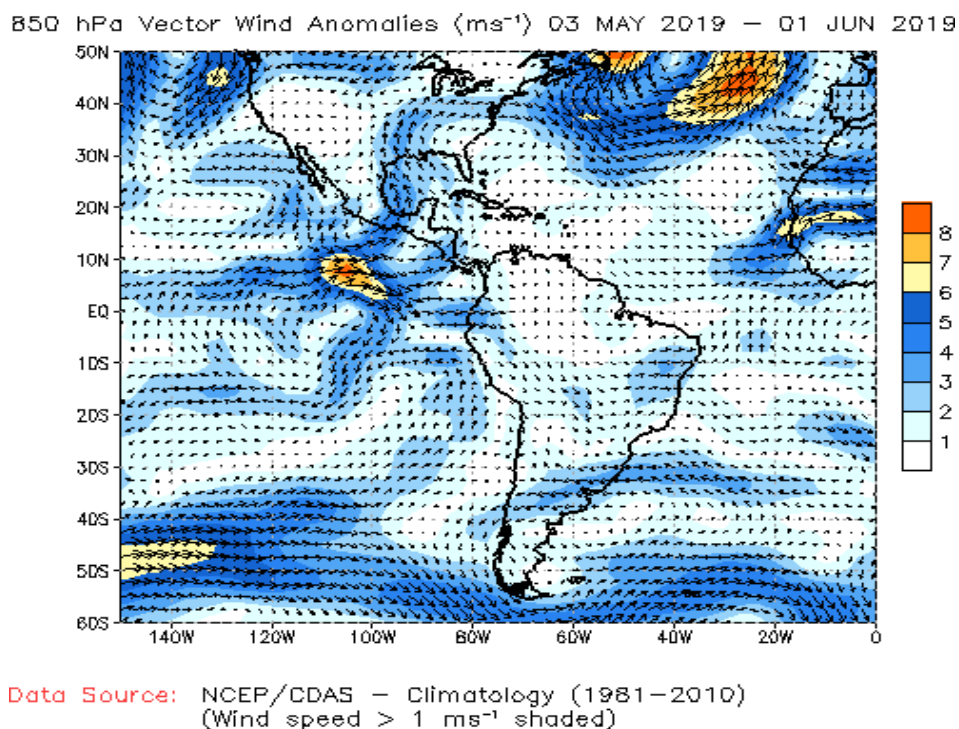 850 hPa Vector Wind Anomalies (ms⁻¹) 03 MAY 2019 – 01 JUN 2019
50N
40N
30N
20N
10N
EQ
10S
20S
30S
40S
50S
60S
140W 120W 100W 80W 60W 40W 20W 0
8
7
6
5
4
3
2
1
Data Source: NCEP/CDAS – Climatology (1981–2010)
(Wind speed > 1 ms⁻¹ shaded)